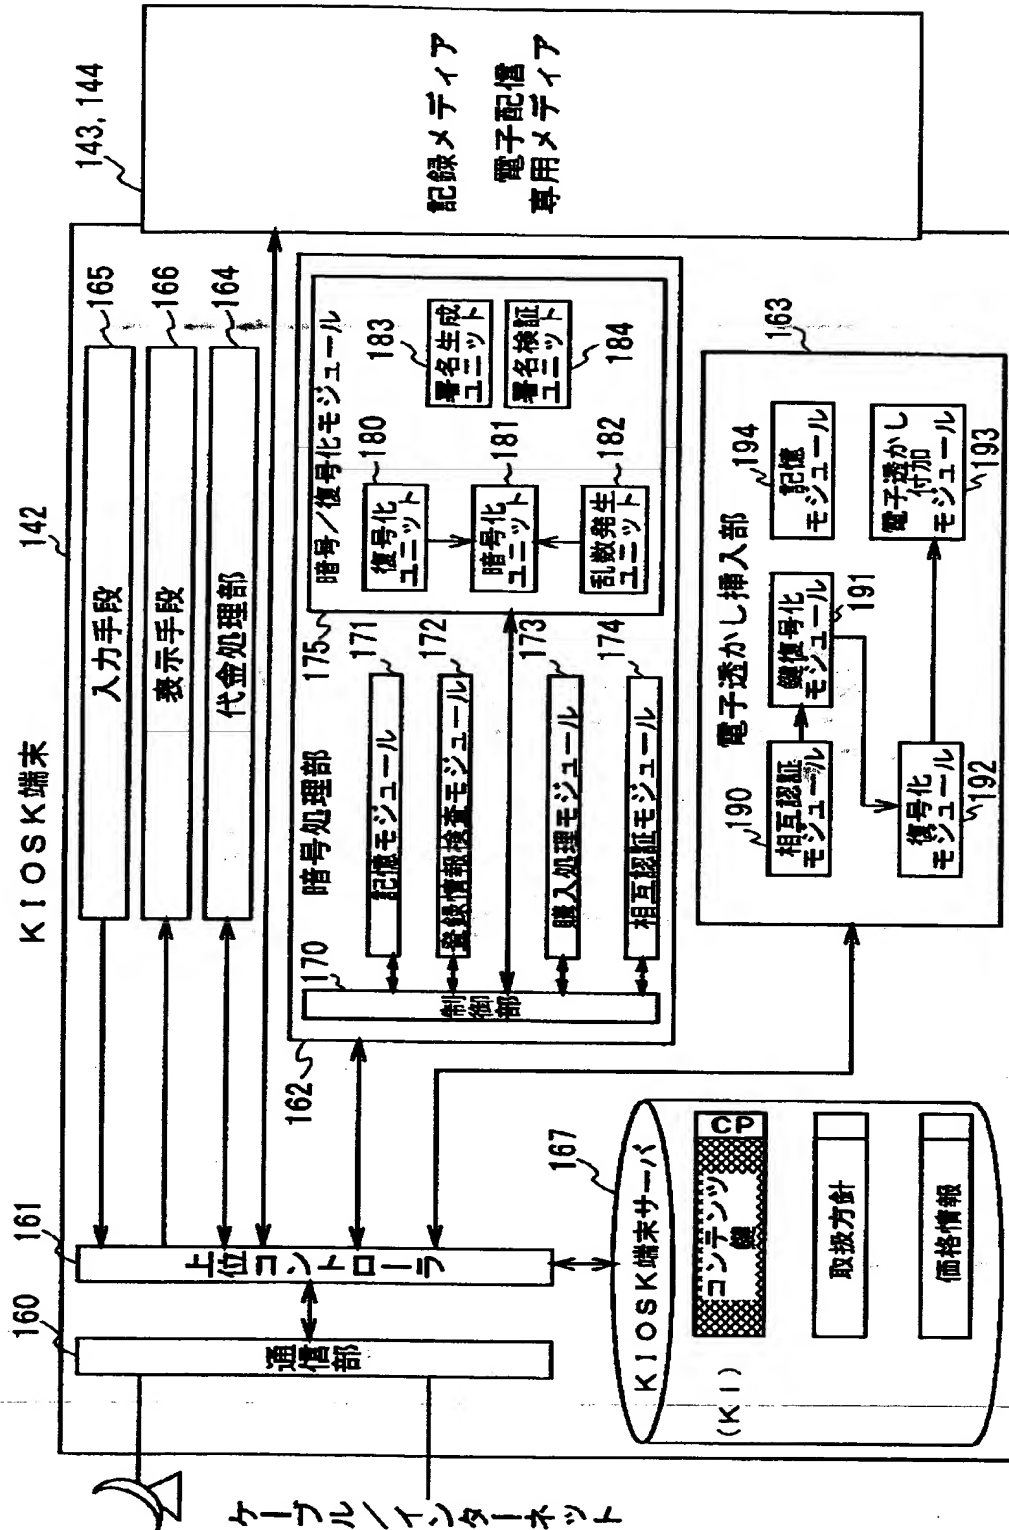 KIOSK端末
142
143, 144
記録メディア
電子配信
専用メディア
入力手段
165
表示手段
166
代金処理部
164
161
上位コントローラ
160
通信部
ケーブル/インターネット
162
暗号処理部
170
制御部
171
記憶モジュール
172
登録情報検査モジュール
173
購入処理モジュール
174
相互認証モジュール
175
暗号/復号化モジュール
180
復号化
ユニット
181
暗号化
ユニット
182
乱数発生
ユニット
183
署名生成
ユニット
184
署名検証
ユニット
163
電子透かし挿入部
190
相互認証
モジュール
191
鍵復号化
モジュール
192
復号化
モジュール
193
電子透かし
付加
モジュール
194
記憶
モジュール
167
KIOSK端末サーバ
(KI)
コンテンツ
鍵
CP
取扱方針
価格情報